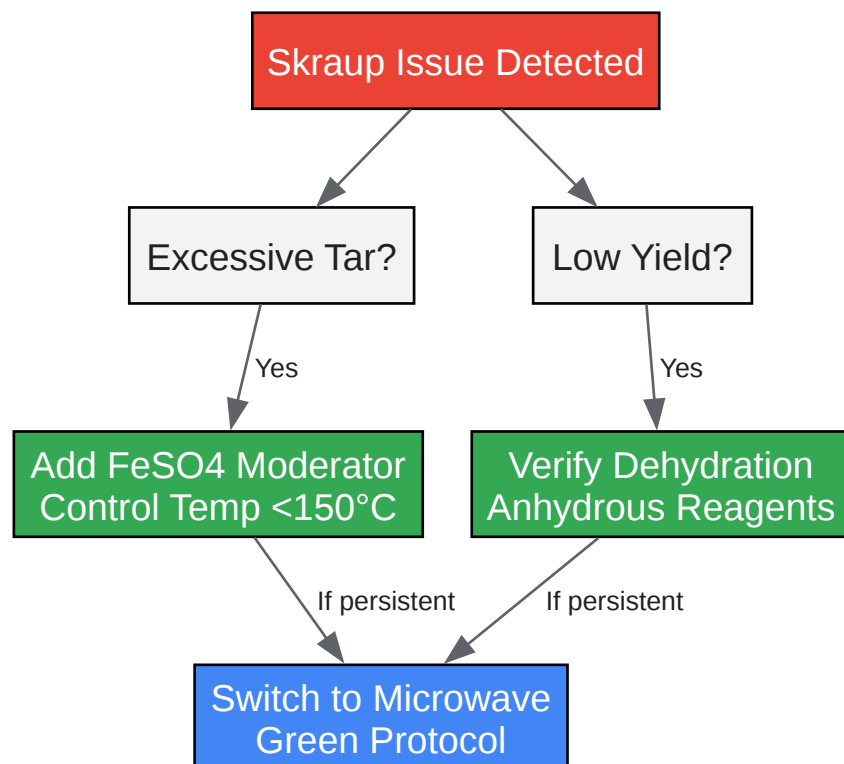 Skraup Issue Detected
Excessive Tar?
Low Yield?
Yes
Yes
Add FeSO4 Moderator
Control Temp <150°C
Verify Dehydration
Anhydrous Reagents
If persistent
If persistent
Switch to Microwave
Green Protocol